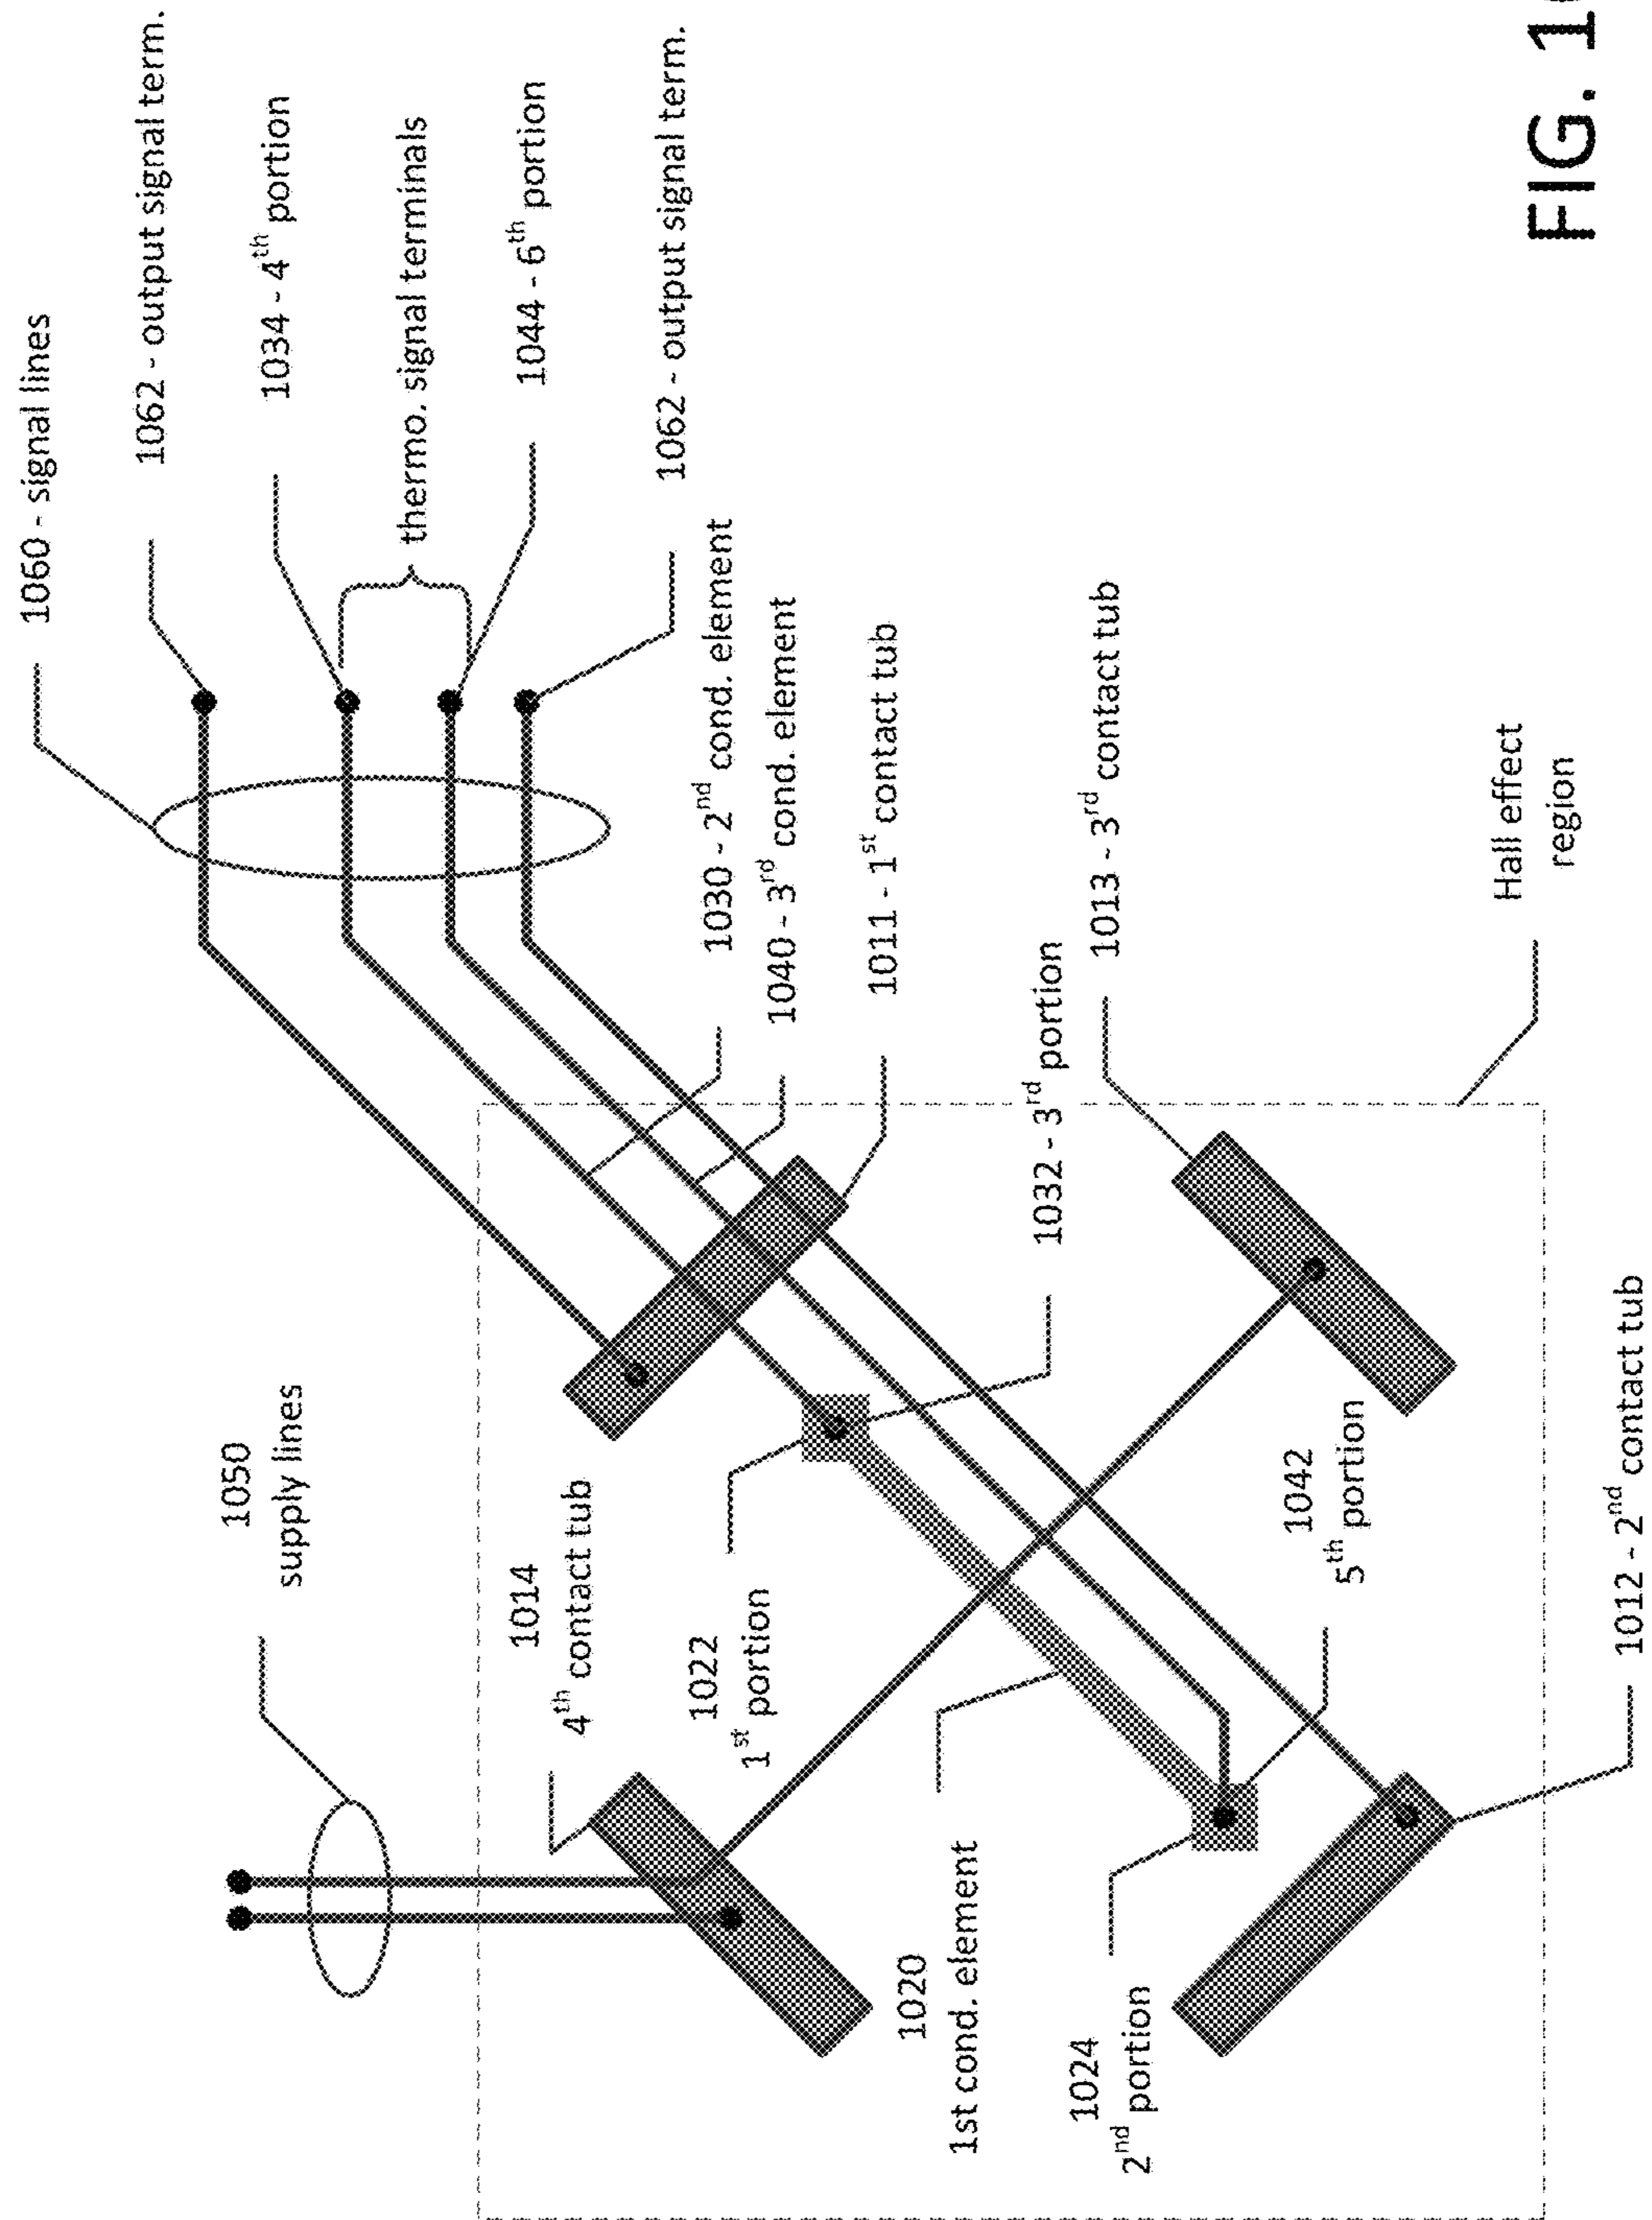 1060 - signal lines
1062 - output signal term.
1034 - 4th portion
thermo. signal terminals
1044 - 6th portion
1062 - output signal term.
1030 - 2nd cond. element
1040 - 3rd cond. element
1011 - 1st contact tub
1032 - 3rd portion
1013 - 3rd contact tub
Hall effect
region
1050
supply lines
1014
4th contact tub
1022
1st portion
1020
1st cond. element
1024
2nd portion
1042
5th portion
1012 - 2nd contact tub
FIG.